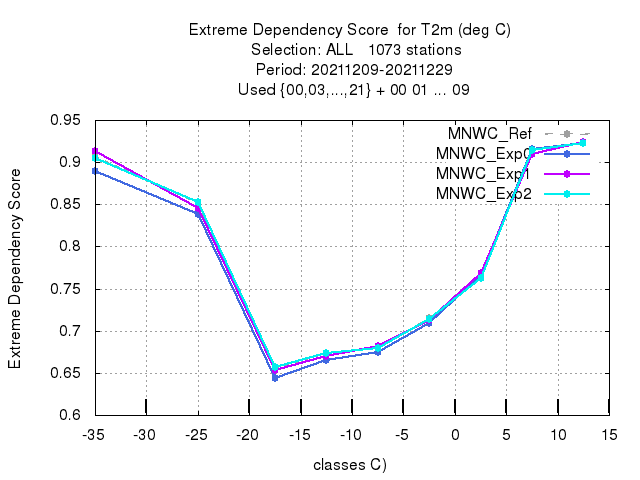 Extreme Dependency Score  for T2m (deg C)
Selection: ALL   1073 stations
Period: 20211209-20211229
Used {00,03,...,21} + 00 01 ... 09
Extreme Dependency Score
0.95
0.9
0.85
0.8
0.75
0.7
0.65
0.6
MNWC_Ref
MNWC_Exp0
MNWC_Exp1
MNWC_Exp2
-35 -30 -25 -20 -15 -10 -5 0 5 10 15
classes C)